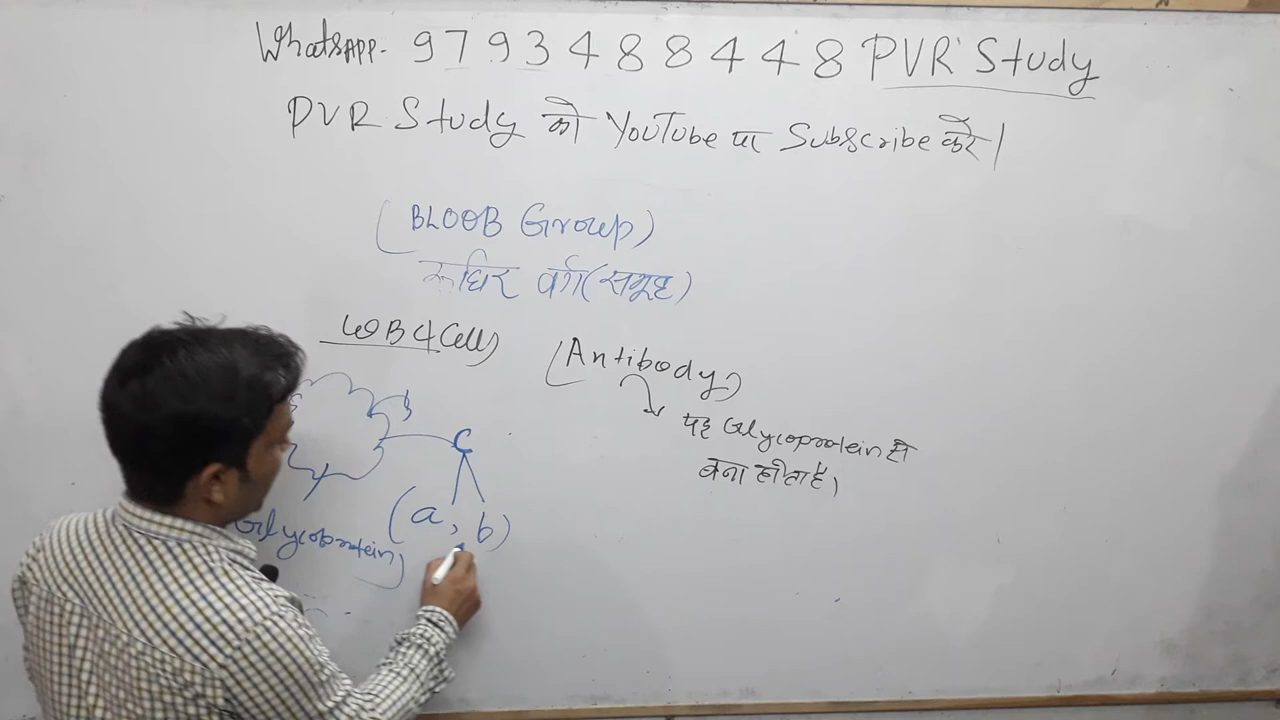 WhatsAPP- 9793488448 PVR Study
PVR Study को YouTube पर Subscribe करें।
(BLOOB Group)
रूधिर वर्ग (समूह)
WBC Cell)
(Antibody)
यह Glycoprotein से
बना होता है।
C
(a, b)
Glycoprotein)